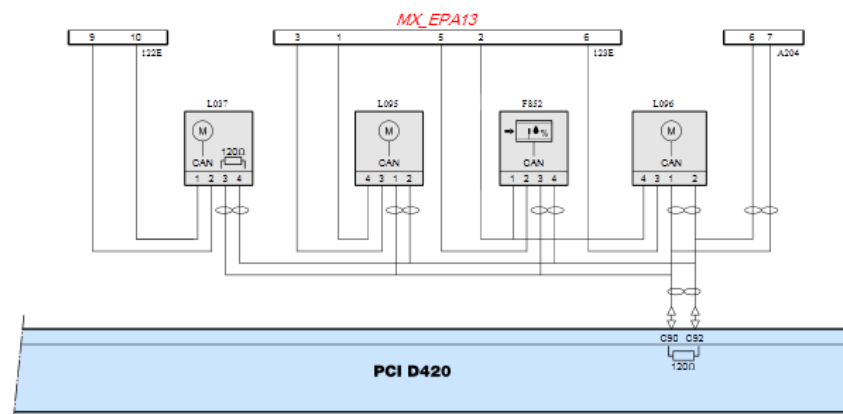 MX_EPA13
9 10
3 1 5 2 6
6 7
122E
123E
A204
L037
L095
F852
L096
M
M
%
M
CAN
120Ω
CAN
CAN
CAN
1 2 3 4
4 3 1 2
1 2 3 4
4 3 1 2
C90 C92
120Ω
PCI D420